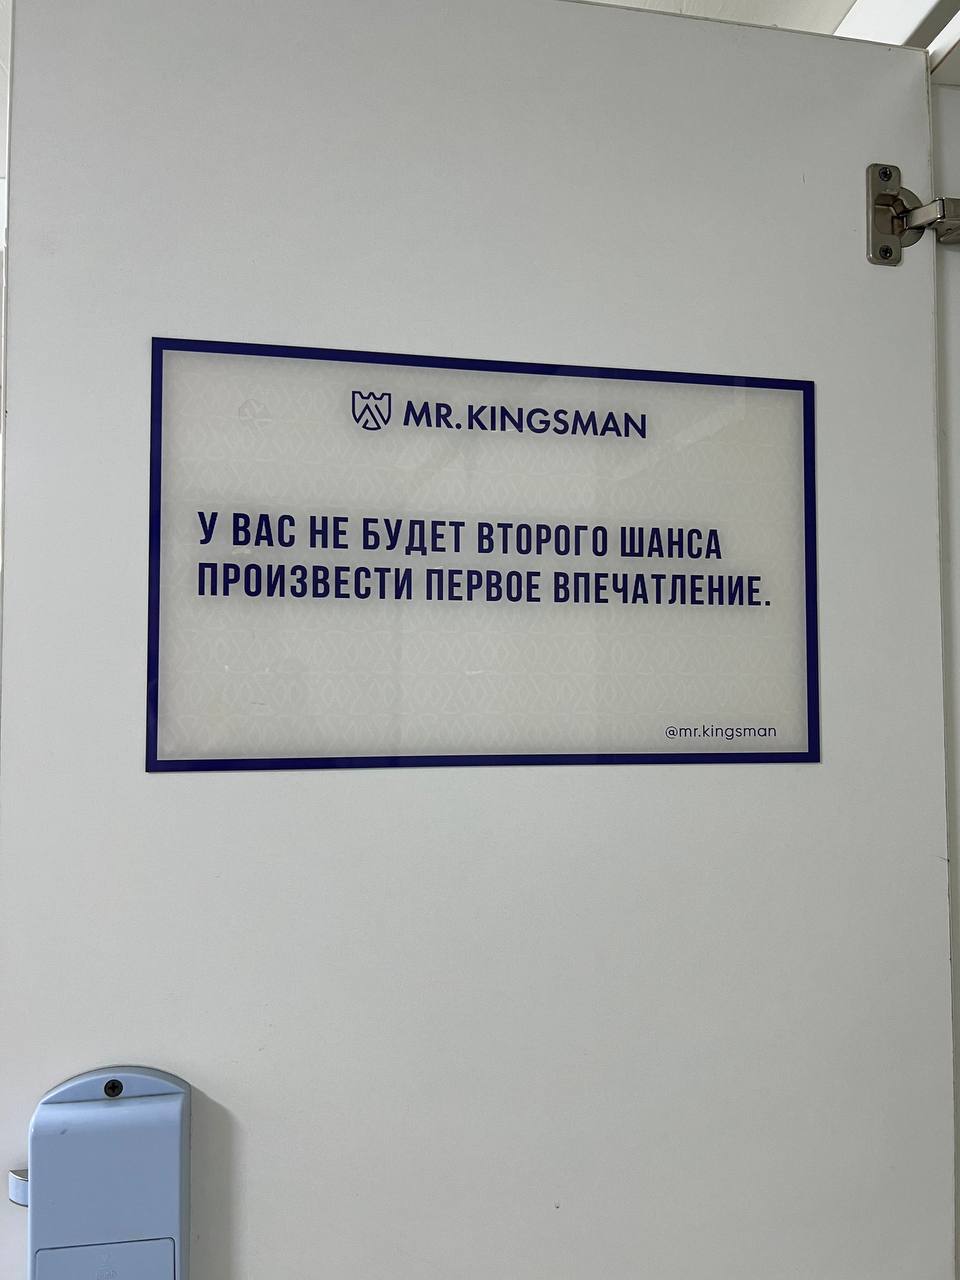 MR.KINGSMAN
У ВАС НЕ БУДЕТ ВТОРОГО ШАНСА
ПРОИЗВЕСТИ ПЕРВОЕ ВПЕЧАТЛЕНИЕ.
@mr.kingsman